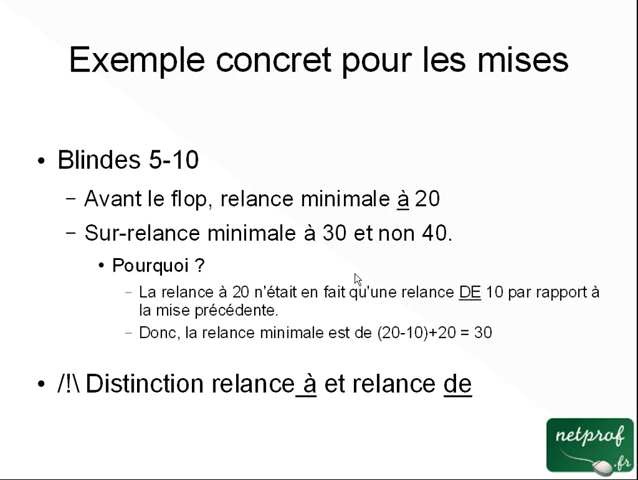 Exemple concret pour les mises
• Blindes 5-10
– Avant le flop, relance minimale à 20
– Sur-relance minimale à 30 et non 40.
• Pourquoi ?
– La relance à 20 n'était en fait qu'une relance DE 10 par rapport à
la mise précédente.
– Donc, la relance minimale est de (20-10)+20 = 30
• /!\ Distinction relance à et relance de
netprof
.fr